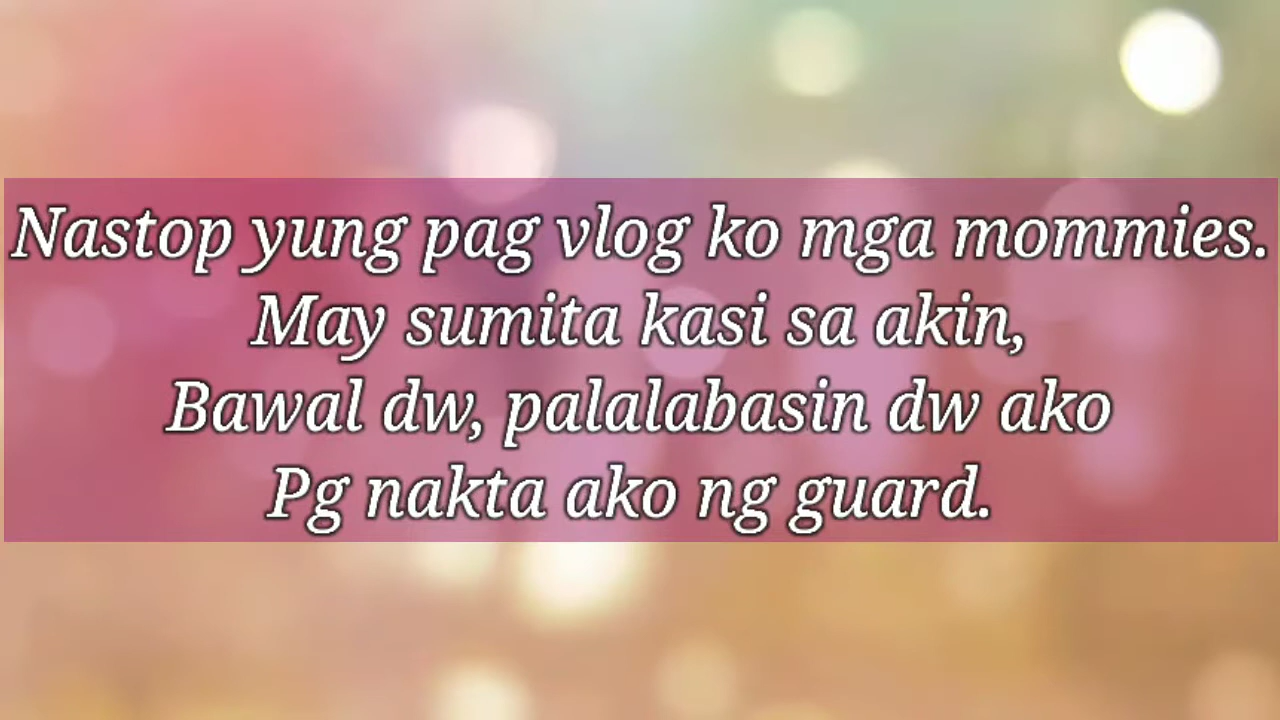 Nastop yung pag vlog ko mga mommies.
May sumita kasi sa akin,
Bawal dw, palalabasin dw ako
Pg nakta ako ng guard.